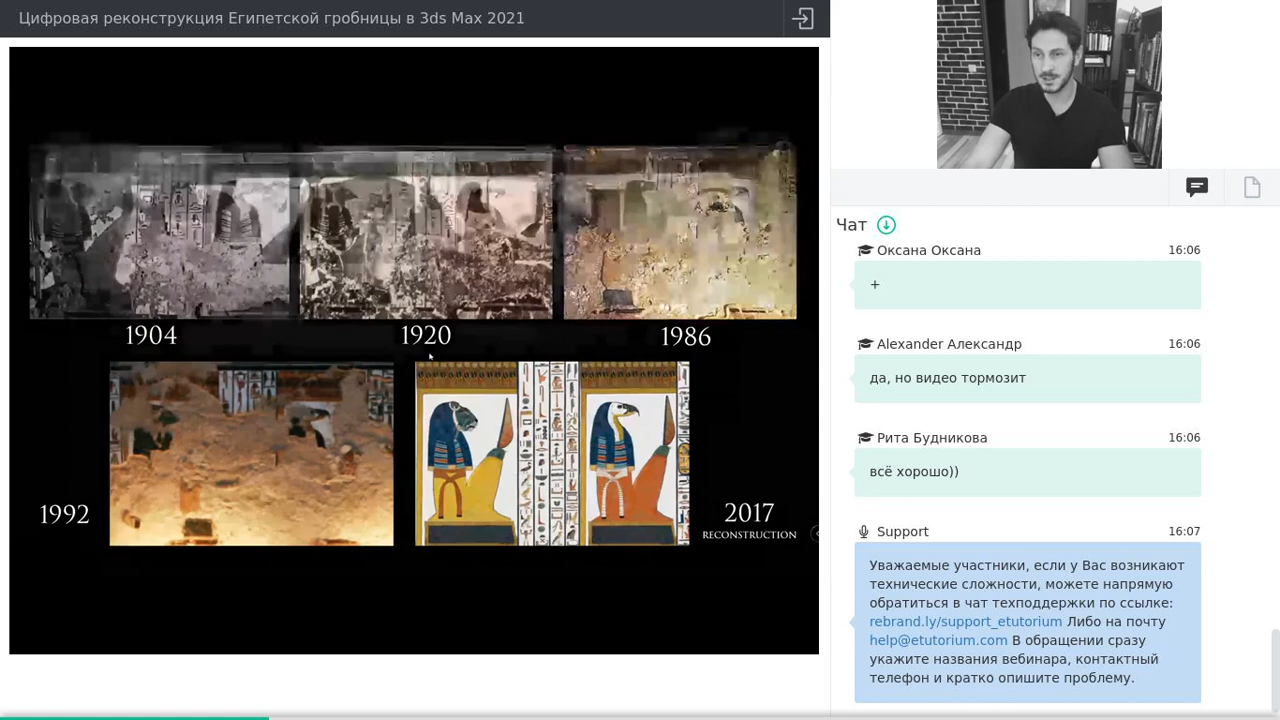 Цифровая реконструкция Египетской гробницы в 3ds Max 2021
1904
1920
1986
1992
2017
RECONSTRUCTION
Чат
Оксана Оксана 16:06
+
Alexander Александр 16:06
да, но видео тормозит
Рита Будникова 16:06
всё хорошо))
Support 16:07
Уважаемые участники, если у Вас возникают
технические сложности, можете напрямую
обратиться в чат техподдержки по ссылке:
rebrand.ly/support_etutorium Либо на почту
help@etutorium.com В обращении сразу
укажите названия вебинара, контактный
телефон и кратко опишите проблему.